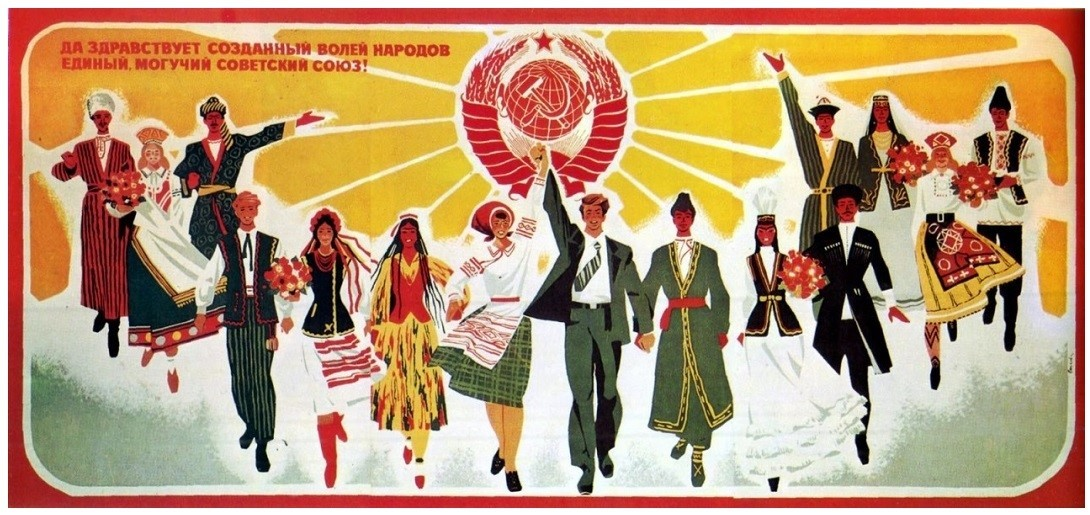 ДА ЗДРАВСТВУЕТ СОЗДАННЫЙ ВОЛЕЙ НАРОДОВ
ЕДИНЫЙ, МОГУЧИЙ СОВЕТСКИЙ СОЮЗ!